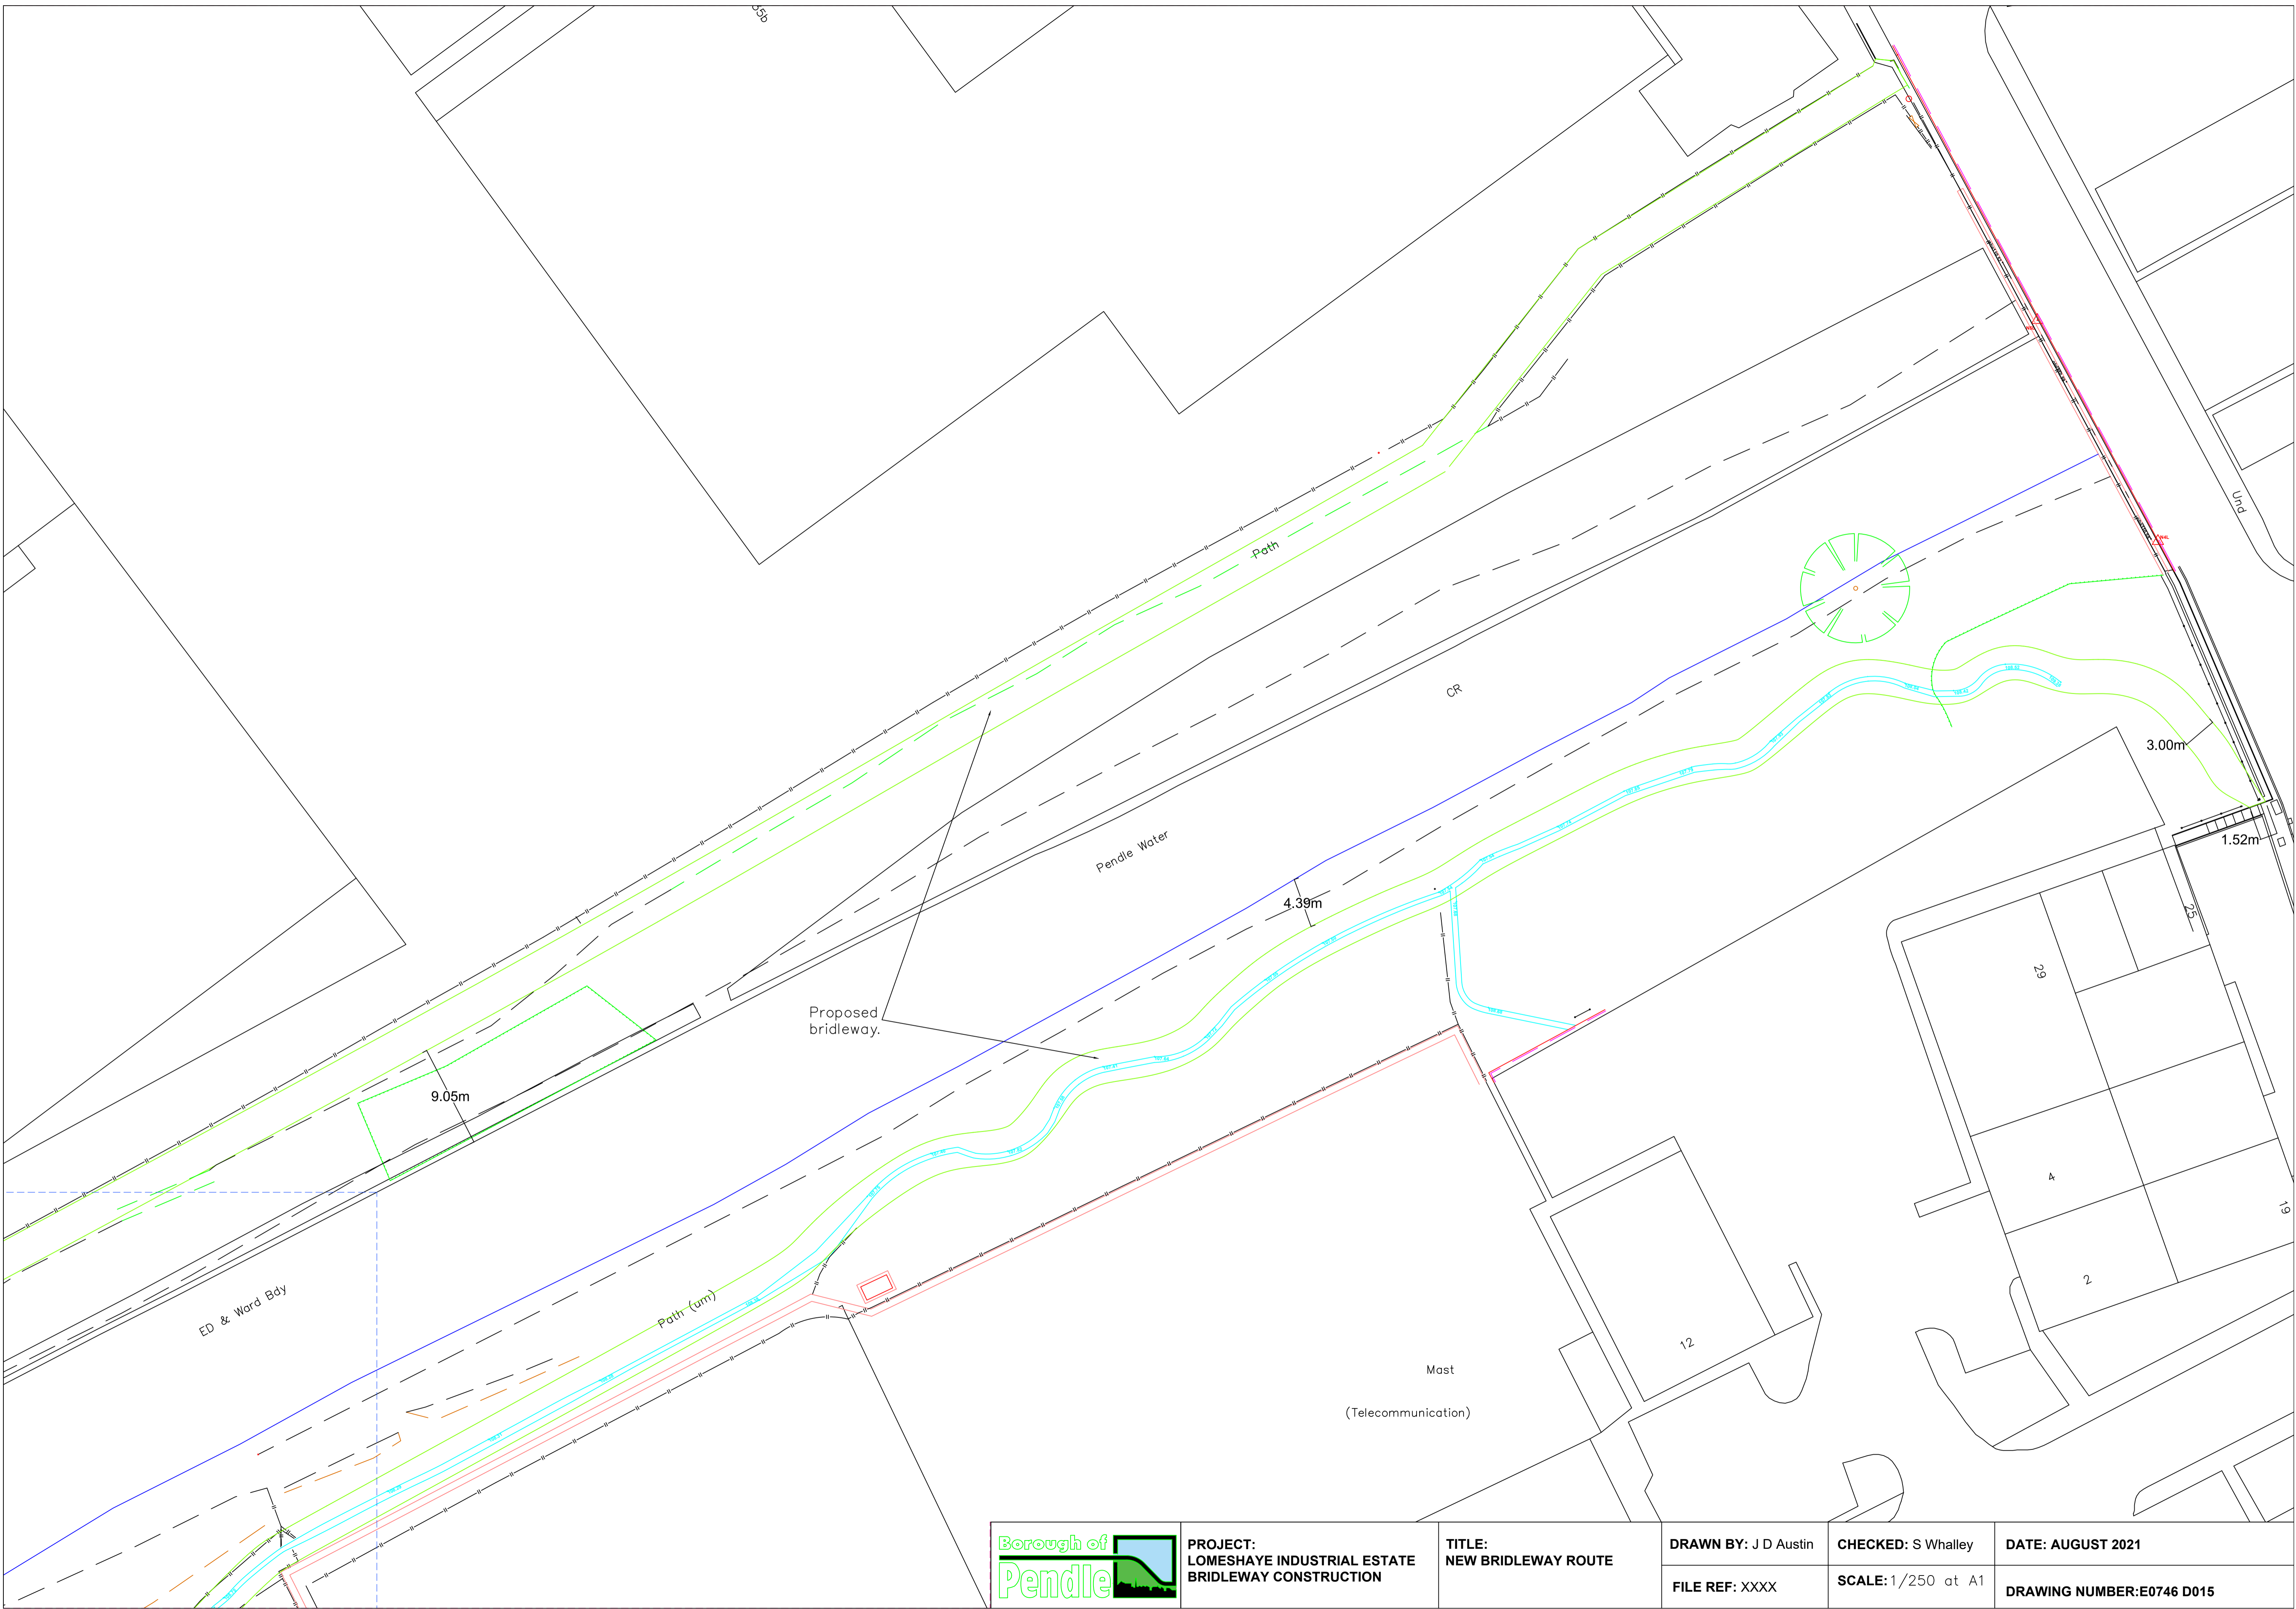 35b
Und
Path
CR
Pendle Water
3.00m
1.52m
4.39m
25
29
Proposed
bridleway.
9.05m
4
19
2
ED & Ward Bdy
Path (um)
12
Mast
(Telecommunication)
Borough of
Pendle
PROJECT:
LOMESHAYE INDUSTRIAL ESTATE
BRIDLEWAY CONSTRUCTION
TITLE:
NEW BRIDLEWAY ROUTE
DRAWN BY: J D Austin
CHECKED: S Whalley
DATE: AUGUST 2021
FILE REF: XXXX
SCALE: 1/250 at A1
DRAWING NUMBER:E0746 D015